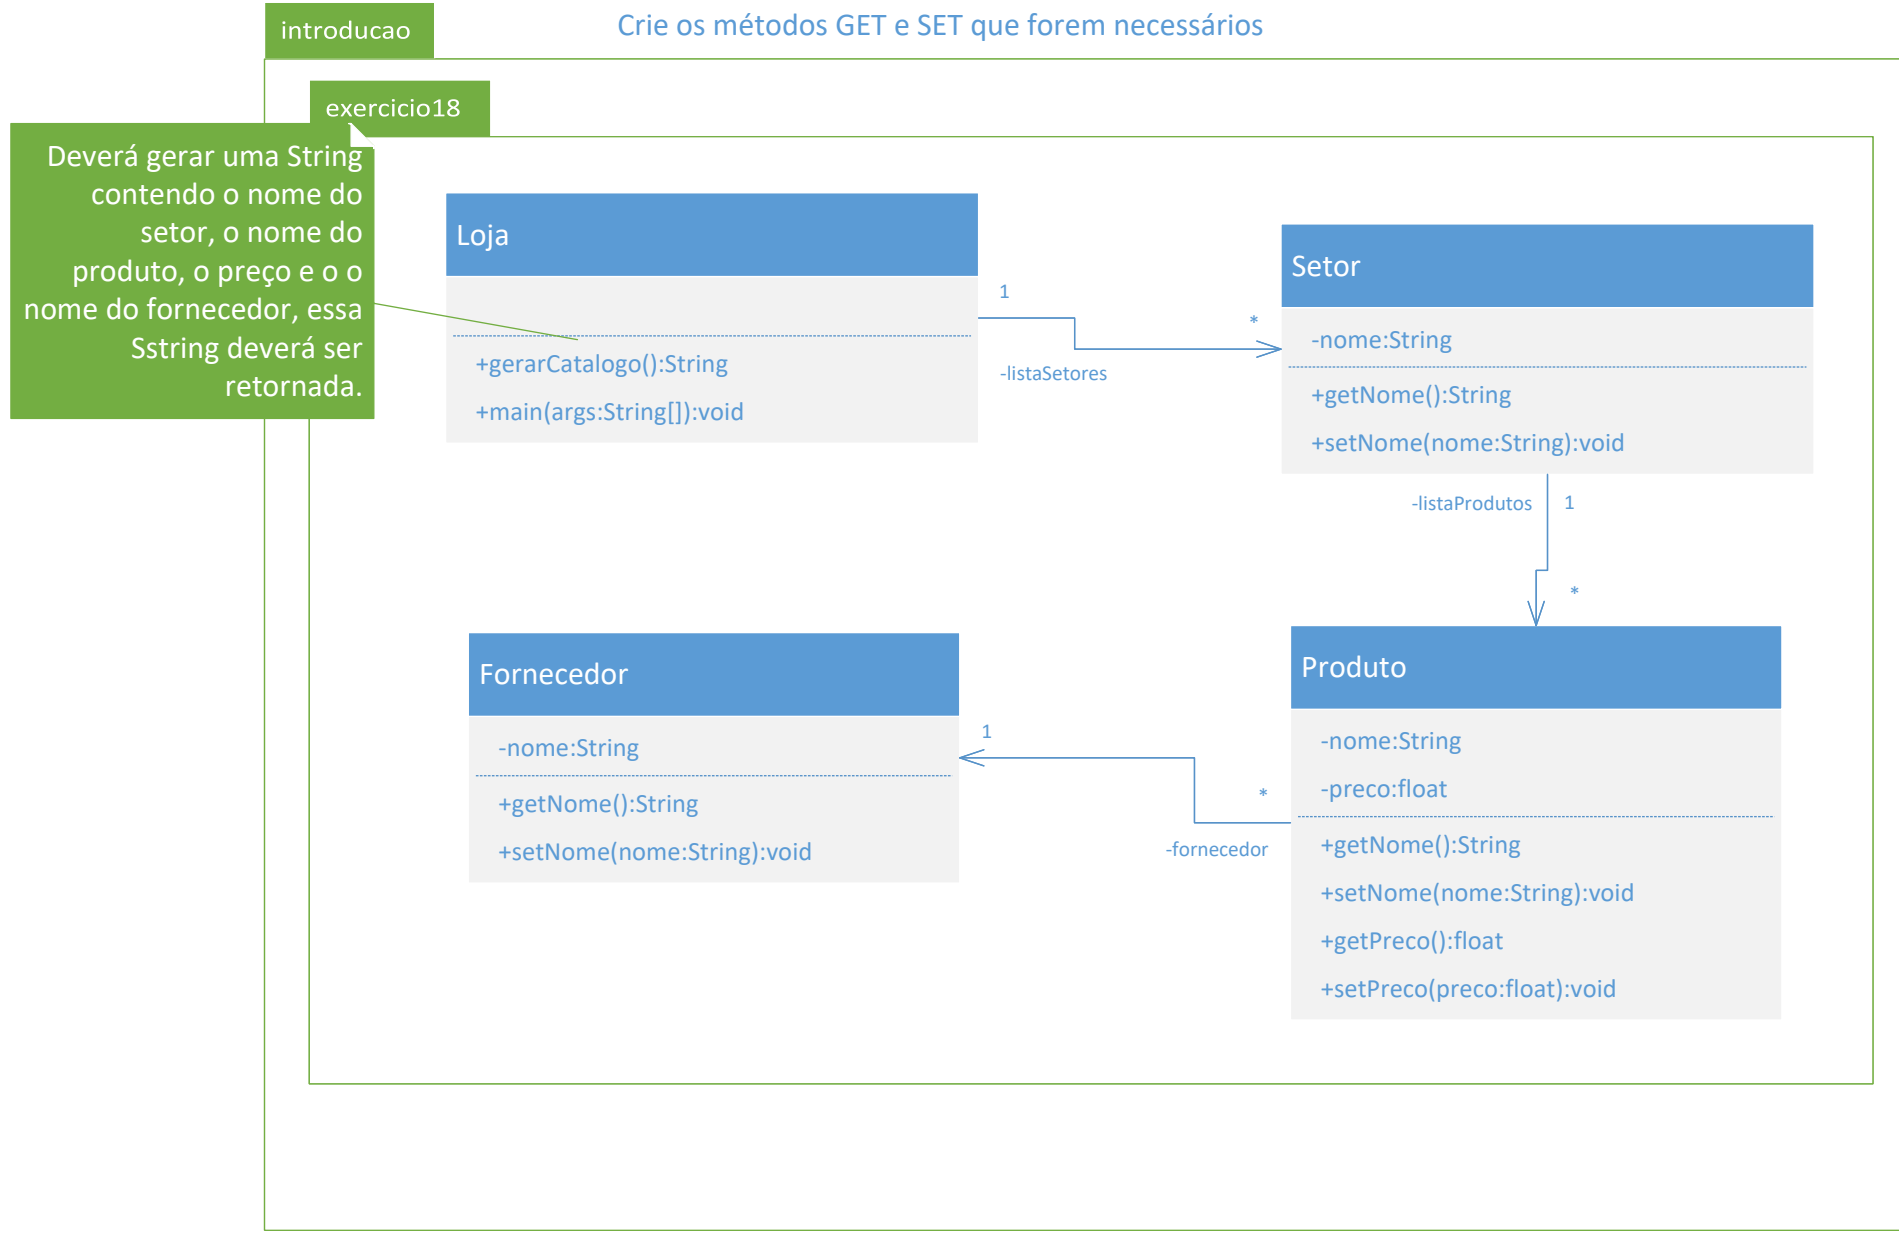 introducao
Crie os métodos GET e SET que forem necessários
exercicio18
Deverá gerar uma String
contendo o nome do
setor, o nome do
produto, o preço e o o
nome do fornecedor, essa
Sstring deverá ser
retornada.
Loja
+gerarCatalogo():String
+main(args:String[]):void
1
*
-listaSetores
Setor
-nome:String
+getNome():String
+setNome(nome:String):void
-listaProdutos
1
*
Fornecedor
-nome:String
+getNome():String
+setNome(nome:String):void
1
*
-fornecedor
Produto
-nome:String
-preco:float
+getNome():String
+setNome(nome:String):void
+getPreco():float
+setPreco(preco:float):void